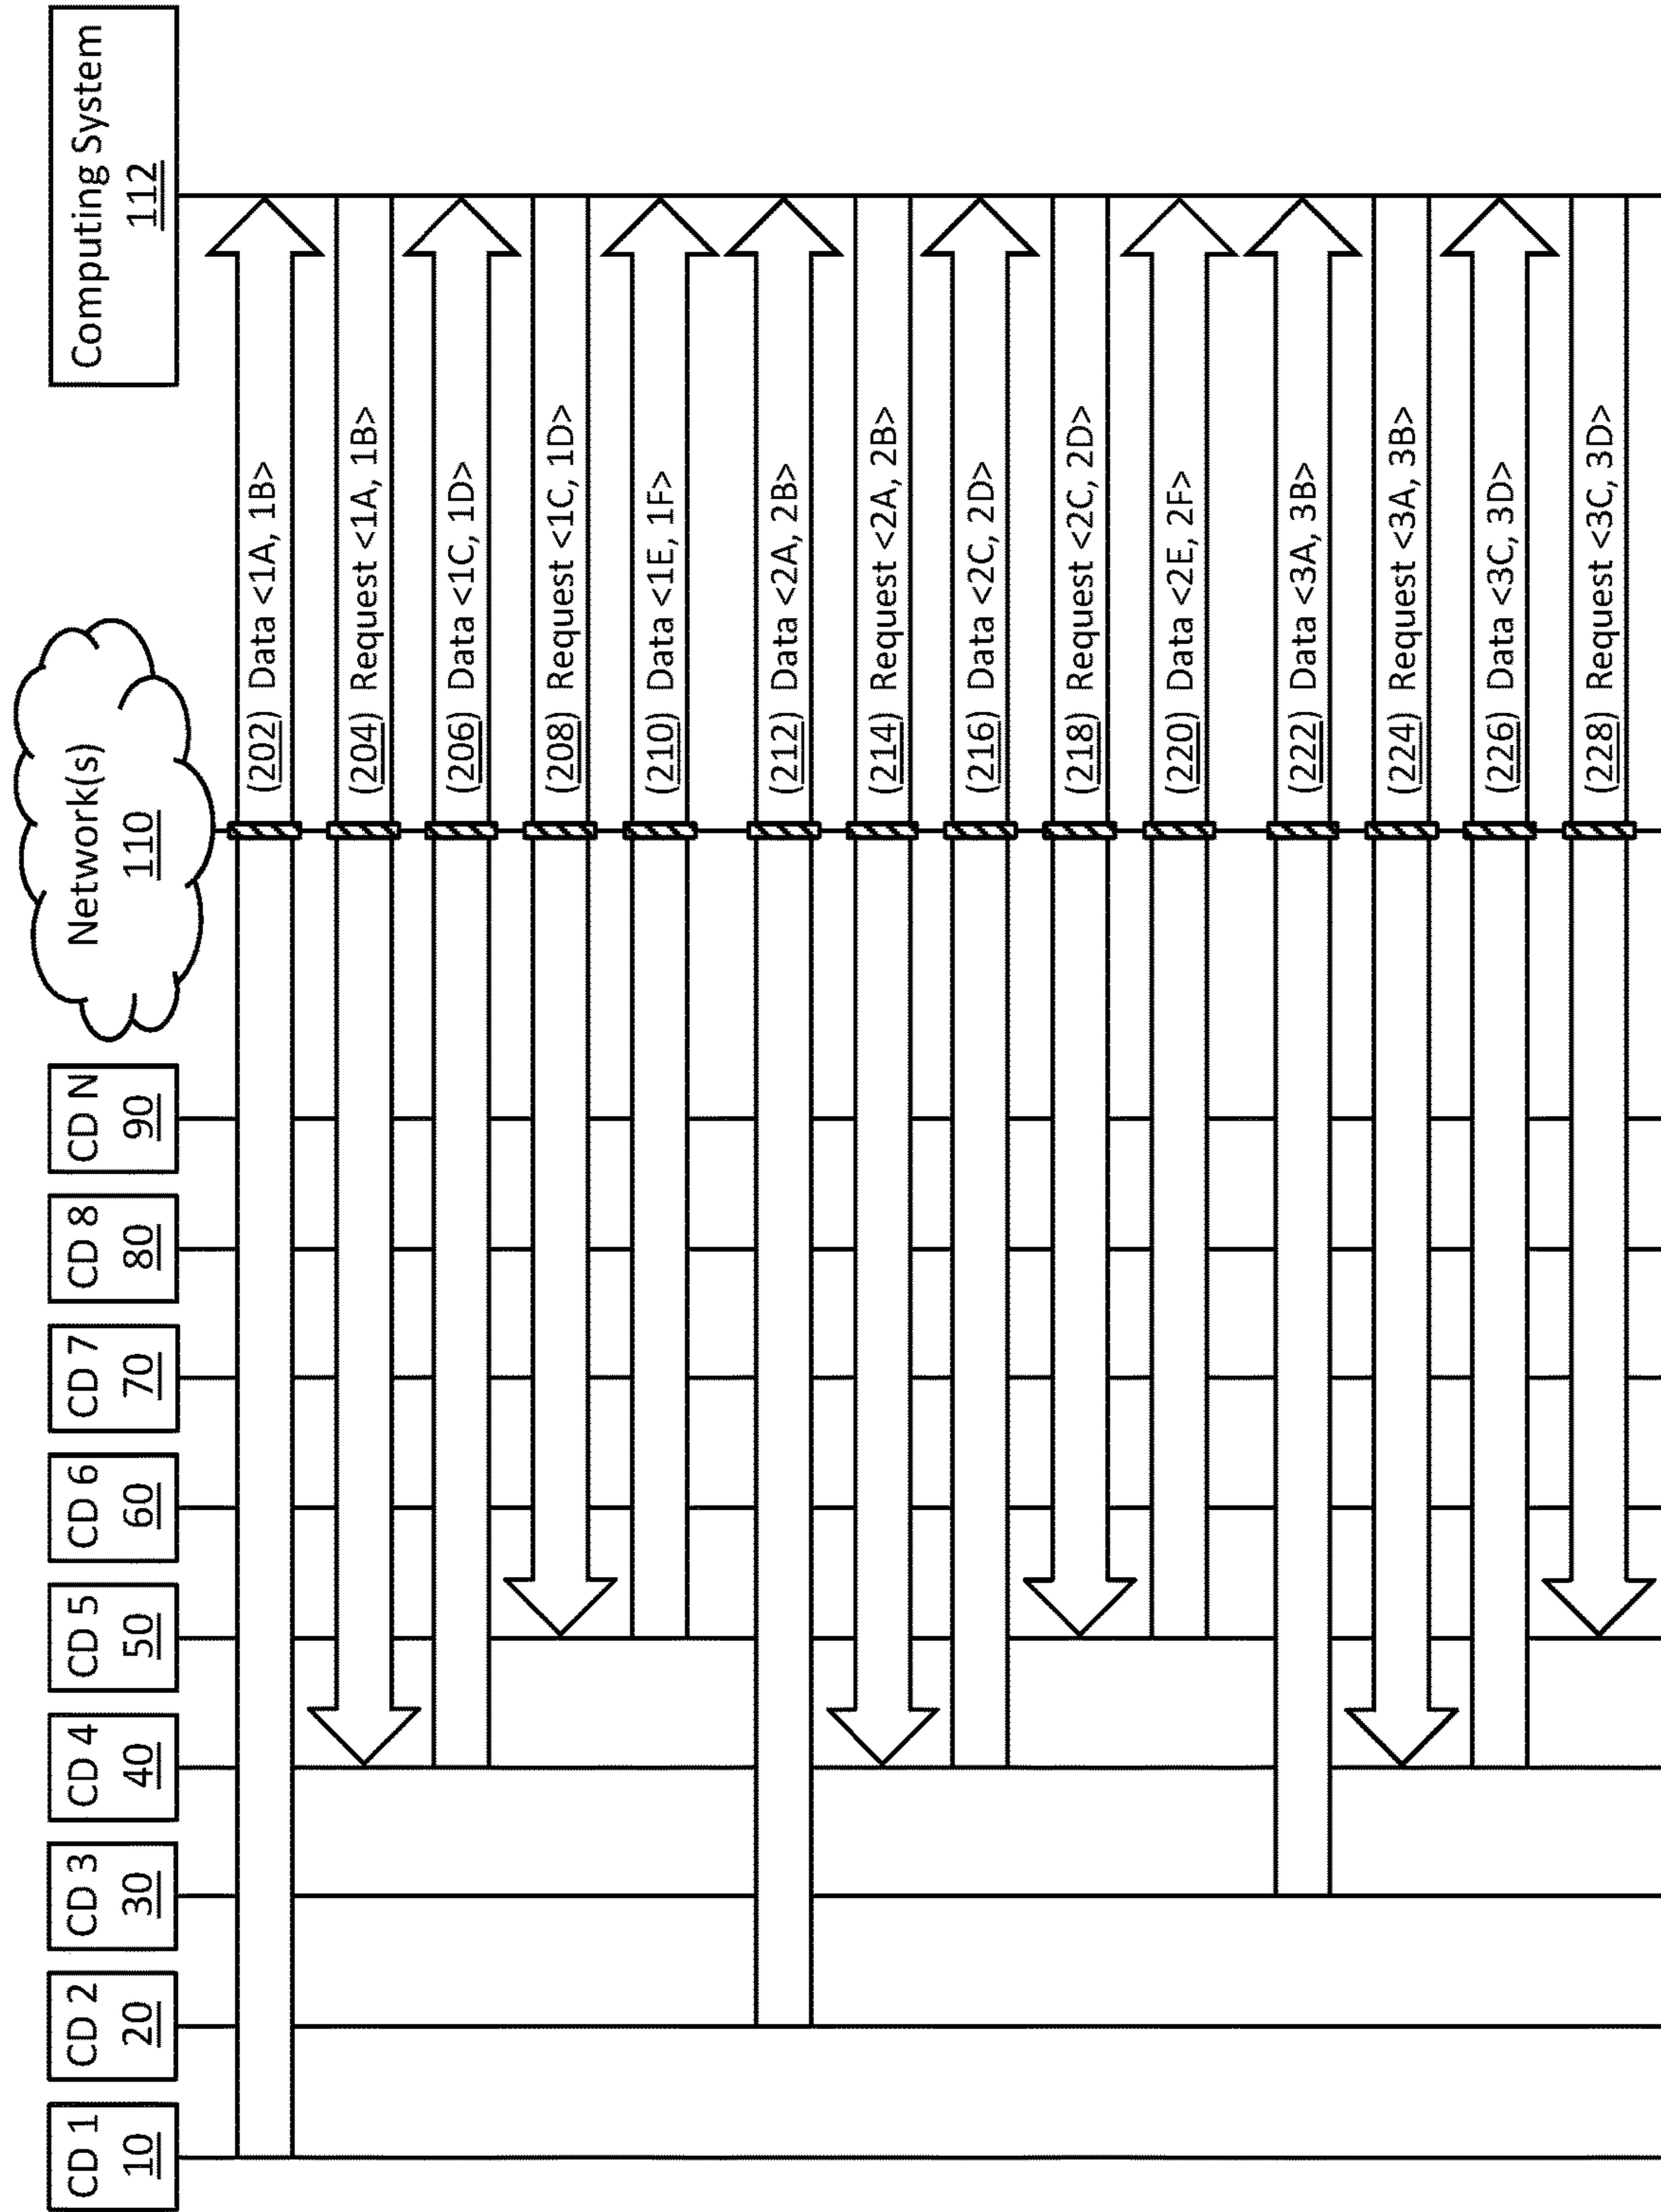 CD 1
10
CD 2
20
CD 3
30
CD 4
40
CD 5
50
CD 6
60
CD 7
70
CD 8
80
CD N
90
Network(s)
110
Computing System
112
(202) Data <1A, 1B>
(204) Request <1A, 1B>
(206) Data <1C, 1D>
(208) Request <1C, 1D>
(210) Data <1E, 1F>
(212) Data <2A, 2B>
(214) Request <2A, 2B>
(216) Data <2C, 2D>
(218) Request <2C, 2D>
(220) Data <2E, 2F>
(222) Data <3A, 3B>
(224) Request <3A, 3B>
(226) Data <3C, 3D>
(228) Request <3C, 3D>